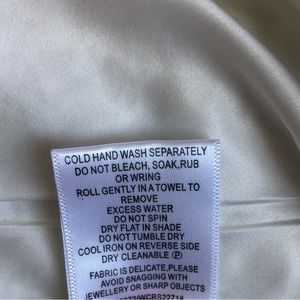 COLD HAND WASH SEPARATELY
DO NOT BLEACH, SOAK,RUB
OR WRING
ROLL GENTLY IN A TOWEL TO
REMOVE
EXCESS WATER
DO NOT SPIN
DRY FLAT IN SHADE
DO NOT TUMBLE DRY
COOL IRON ON REVERSE SIDE
DRY CLEANABLE Ⓟ
FABRIC IS DELICATE,PLEASE
AVOID SNAGGING WITH
JEWELLERY OR SHARP OBJECTS